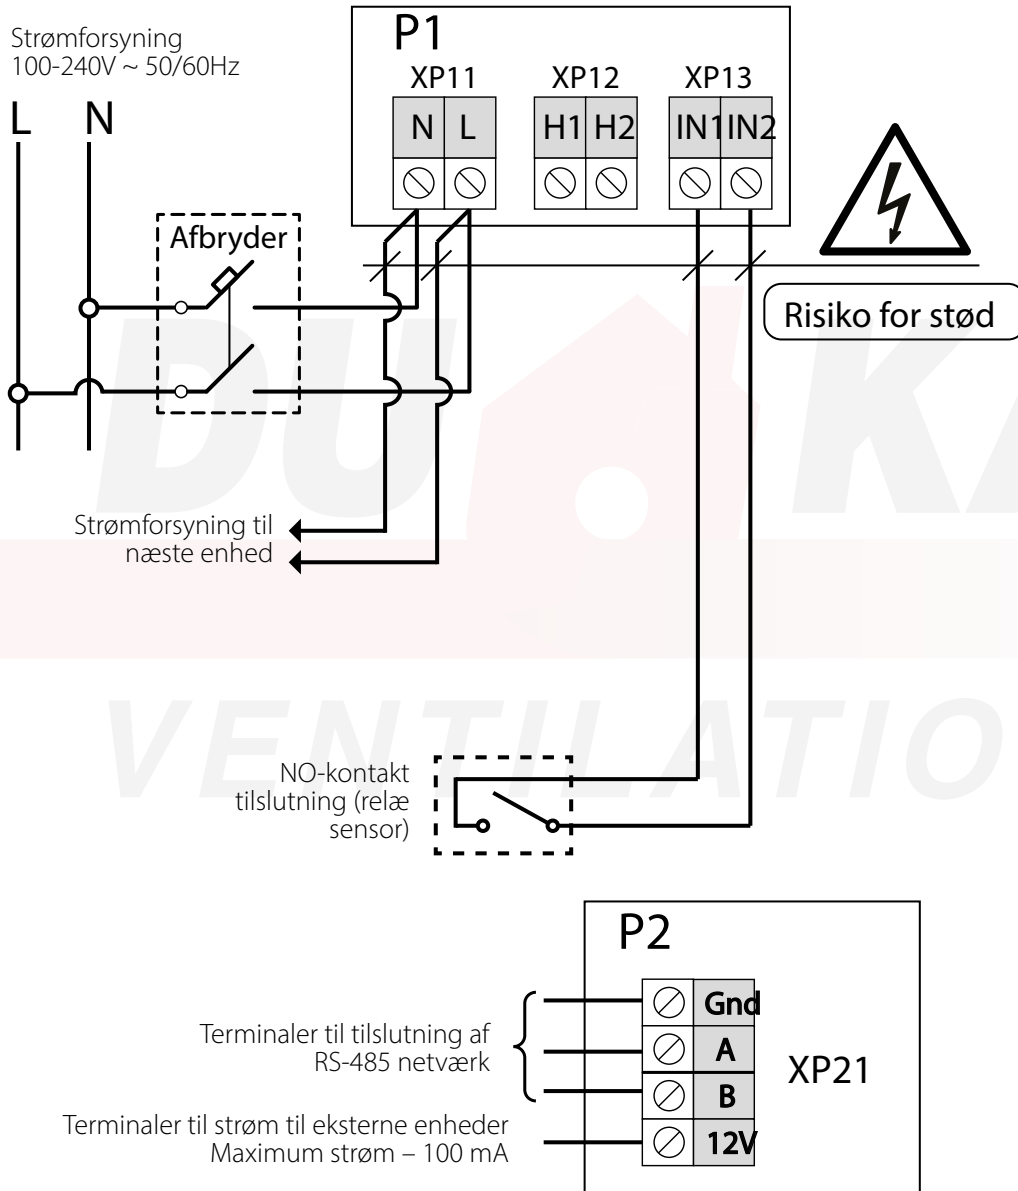 Strømforsyning
100-240V ~ 50/60Hz
L N
P1
XP11 XP12 XP13
N L H1 H2 IN1 IN2
Afbryder
Risiko for stød
Strømforsyning til
næste enhed
NO-kontakt
tilslutning (relæ
sensor)
P2
Gnd
A
B
12V
XP21
Terminaler til tilslutning af
RS-485 netværk
Terminaler til strøm til eksterne enheder
Maximum strøm – 100 mA
VENTILATIO